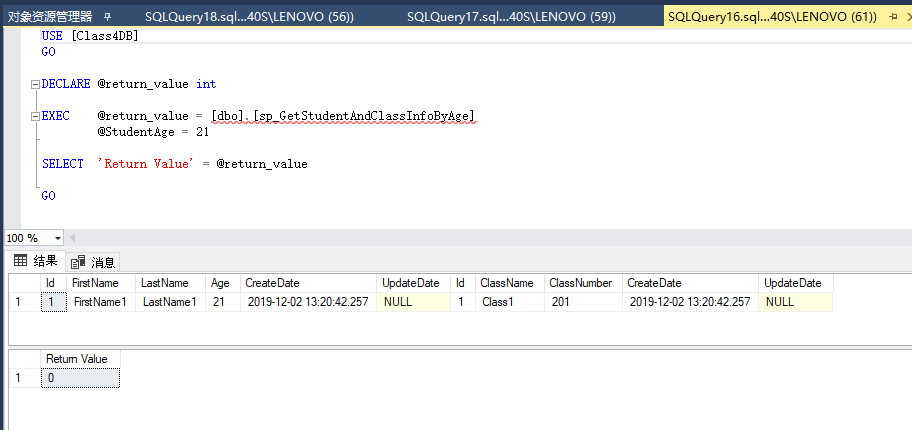 对象资源管理器 SQLQuery18.sql...40S\LENOVO (56)) SQLQuery17.sql...40S\LENOVO (59)) SQLQuery16.sql...40S\LENOVO (61))
USE [Class4DB]
GO
DECLARE @return_value int
EXEC @return_value = [dbo].[sp_GetStudentAndClassInfoByAge]
@StudentAge = 21
SELECT 'Return Value' = @return_value
GO
100 %
结果 消息
Id FirstName LastName Age CreateDate UpdateDate Id ClassName ClassNumber CreateDate UpdateDate
1 1 FirstName1 LastName1 21 2019-12-02 13:20:42.257 NULL 1 Class1 201 2019-12-02 13:20:42.257 NULL
Return Value
1 0